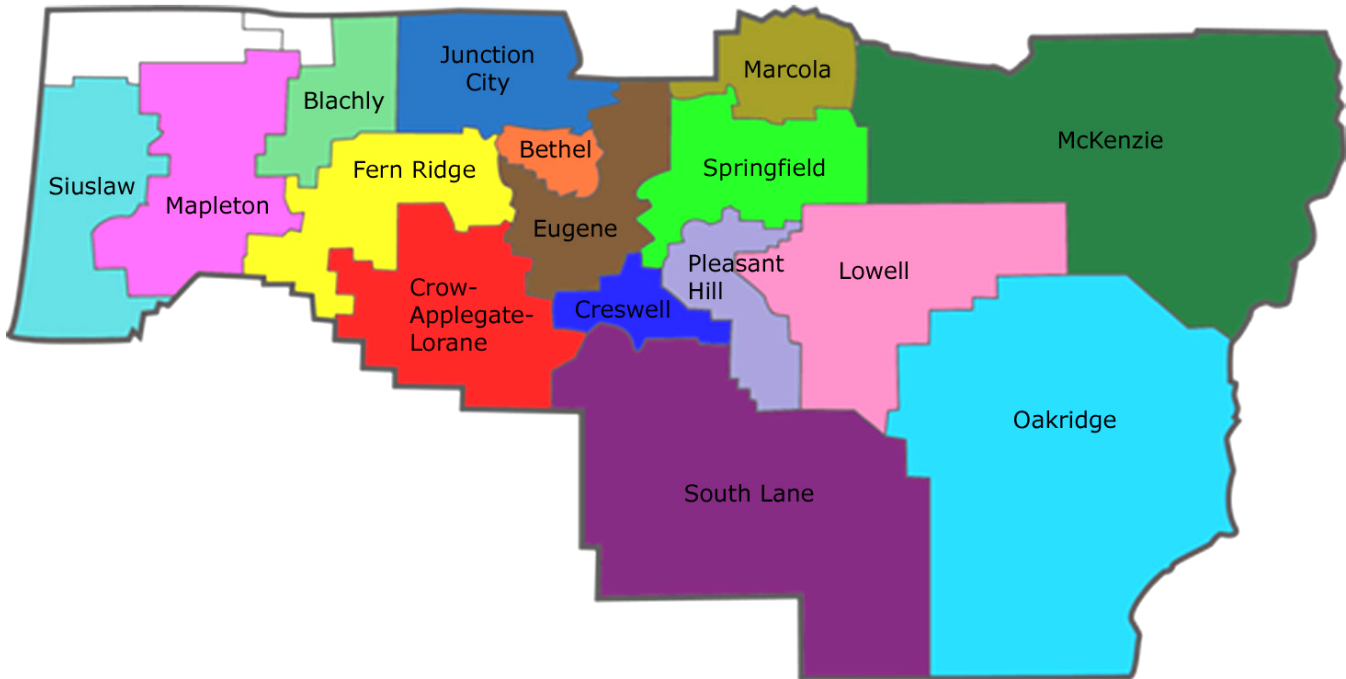 Junction
City
Marcola
Blachly
McKenzie
Bethel
Fern Ridge
Springfield
Siuslaw
Mapleton
Eugene
Pleasant
Hill
Lowell
Crow-
Applegate-
Lorane
Creswell
Oakridge
South Lane